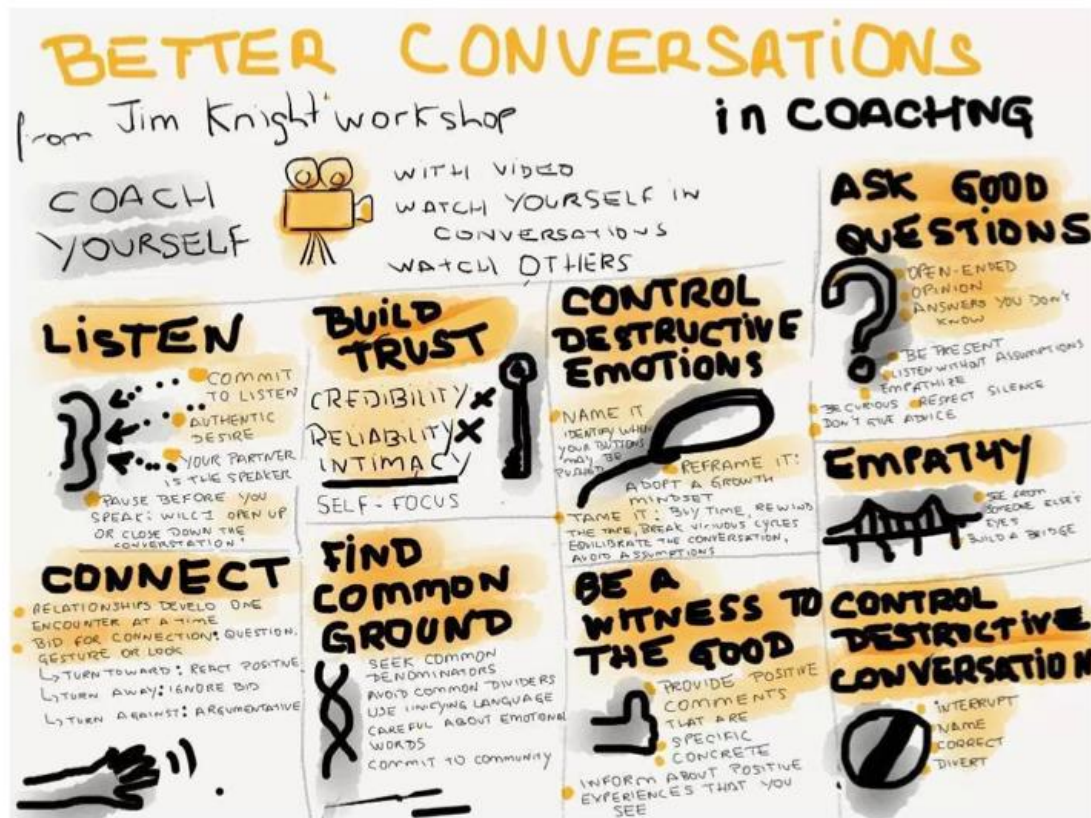 BETTER CONVERSATIONS
from Jim Knight workshop
in COACHNG
COACH
YOURSELF
WITH VIDEO
WATCH YOURSELF IN
CONVERSATIONS
WATCH OTHERS
ASK GOOD
QUESTIONS
OPEN-ENDED
OPINION
ANSWERS YOU DON'T
KNOW
BE PRESENT
LISTEN WITHOUT ASSUMPTIONS
EMPATHIZE
BE CURIOUS RESPECT SILENCE
DON'T GIVE ADVICE
LISTEN
COMMIT
TO LISTEN
AUTHENTIC
DESIRE
YOUR PARTNER
IS THE SPEAKER
PAUSE BEFORE YOU
SPEAK: WILL I OPEN UP
OR CLOSE DOWN THE
CONVERSTATION?
BUILD
TRUST
CREDIBILITY X
RELIABILITY X
INTIMACY
SELF-FOCUS
CONTROL
DESTRUCTIVE
EMOTIONS
NAME IT
IDENTIFY WHEN
YOUR BUTTONS
MAY BE
PUSHED
REFRAME IT:
ADOPT A GROWTH
MINDSET
TAME IT: BUY TIME, REWIND
THE TAPE, BREAK VICIOUS CYCLES
EQUILIBRATE THE CONVERSATION,
AVOID ASSUMPTIONS
EMPATHY
SEE FROM
SOMEONE ELSE'S
EYES
BUILD A BRIDGE
CONNECT
RELATIONSHIPS DEVELO ONE
ENCOUNTER AT A TIME
BID FOR CONNECTION: QUESTION,
GESTURE OR LOOK
↳ TURN TOWARD: REACT POSITIVE
↳ TURN AWAY: IGNORE BID
↳ TURN AGAINST: ARGUMENTATIVE
FIND
COMMON
GROUND
SEEK COMMON
DENOMINATORS
AVOID COMMON DIVIDERS
USE UNIFYING LANGUAGE
CAREFUL ABOUT EMOTIONAL
WORDS
COMMIT TO COMMUNITY
BE A
WITNESS TO
THE GOOD
PROVIDE POSITIVE
COMMENTS
THAT ARE
SPECIFIC
CONCRETE
INFORM ABOUT POSITIVE
EXPERIENCES THAT YOU
SEE
CONTROL
DESTRUCTIVE
CONVERSATION
INTERRUPT
NAME
CORRECT
DIVERT